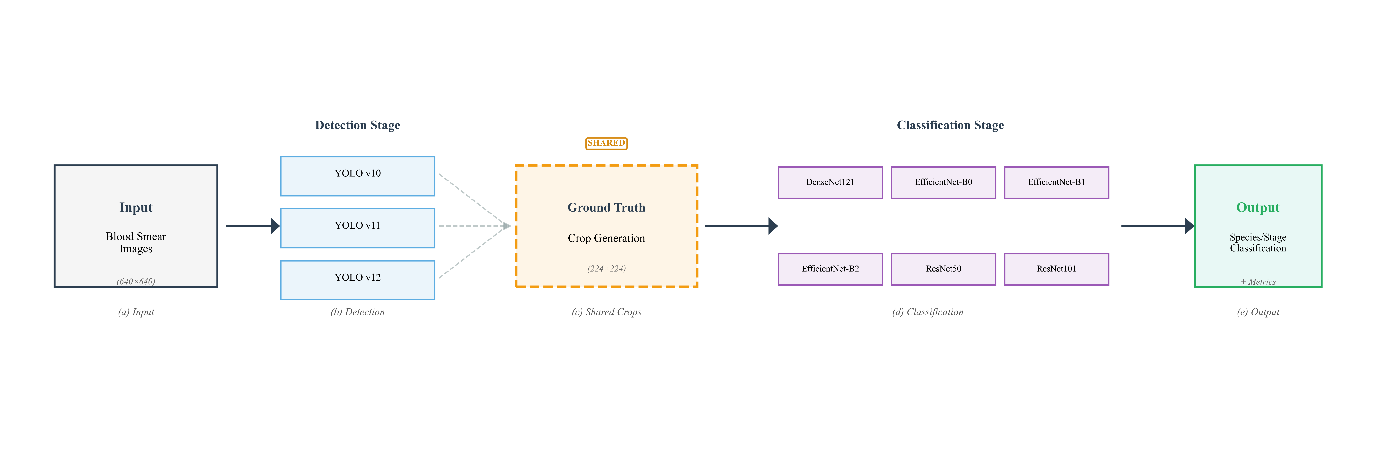 Detection Stage
Classification Stage
SHARED
Input
Blood Smear
Images
(640×640)
YOLO v10
YOLO v11
YOLO v12
Ground Truth
Crop Generation
(224 224)
DenseNet121
EfficientNet-B0
EfficientNet-B1
EfficientNet-B2
ResNet50
ResNet101
Output
Species/Stage
Classification
+ Metrics
(a) Input
(b) Detection
(c) Shared Crops
(d) Classification
(e) Output